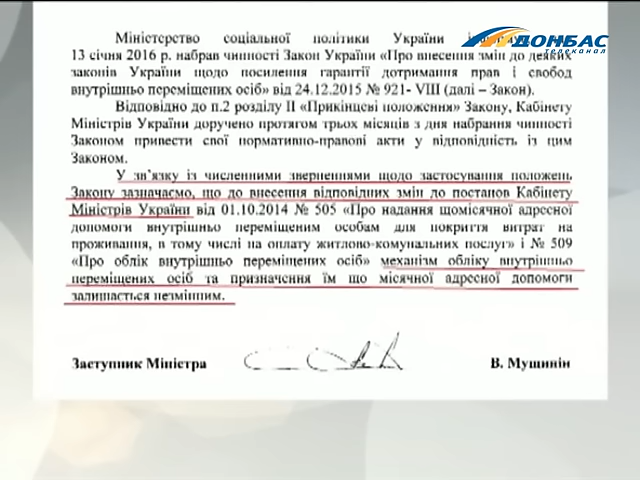 Міністерство соціальної політики України
ДОНБАС
телеканал
13 січня 2016 р. набрав чинності Закон України «Про внесення змін до деяких
законів України щодо посилення гарантії дотримання прав і свобод
внутрішньо переміщених осіб» від 24.12.2015 № 921- VIII (далі – Закон).
Відповідно до п.2 розділу ІІ «Прикінцеві положення» Закону, Кабінету
Міністрів України доручено протягом трьох місяців з дня набрання чинності
Законом привести свої нормативно-правові акти у відповідність із цим
Законом.
У зв'язку із численними зверненнями щодо застосування положень
Закону зазначаємо, що до внесення відповідних змін до постанов Кабінету
Міністрів України від 01.10.2014 № 505 «Про надання щомісячної адресної
допомоги внутрішньо переміщеним особам для покриття витрат на
проживання, в тому числі на оплату житлово-комунальних послуг» і № 509
«Про облік внутрішньо переміщених осіб» механізм обліку внутрішньо
переміщених осіб та призначення їм що місячної адресної допомоги
залишається незмінним.
Заступник Міністра
В. Мущинін